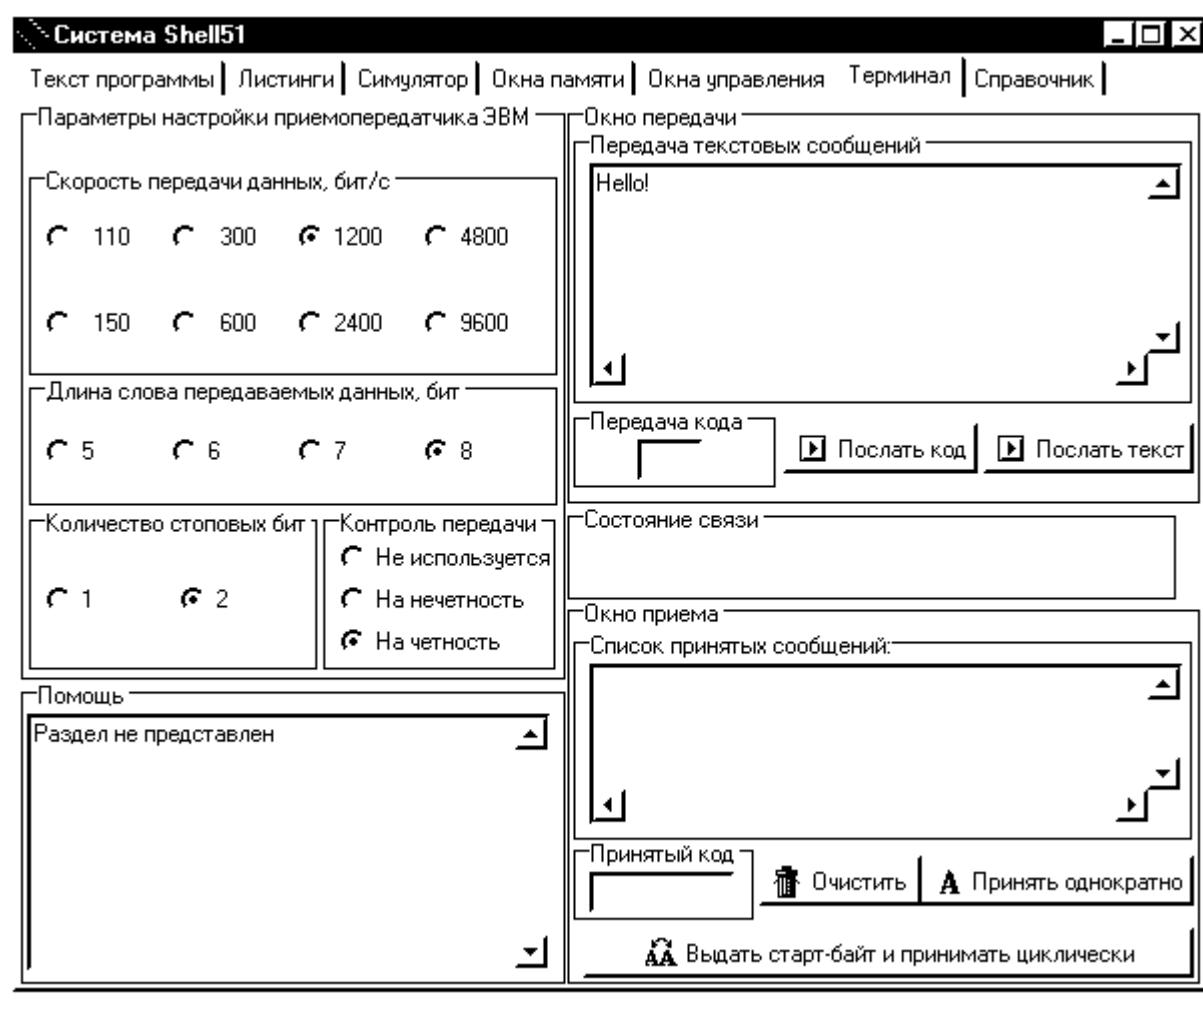 Система Shell51
Текст программы Листинги Симулятор Окна памяти Окна управления Терминал Справочник
Параметры настройки приемопередатчика ЭВМ
Скорость передачи данных, бит/с
110 300 1200 4800
150 600 2400 9600
Длина слова передаваемых данных, бит
5 6 7 8
Количество стоповых бит
1 2
Контроль передачи
Не используется
На нечетность
На четность
Помощь
Раздел не представлен
Окно передачи
Передача текстовых сообщений
Hello!
Передача кода
Послать код Послать текст
Состояние связи
Окно приема
Список принятых сообщений:
Принятый код
Очистить Принять однократно
Выдать старт-байт и принимать циклически